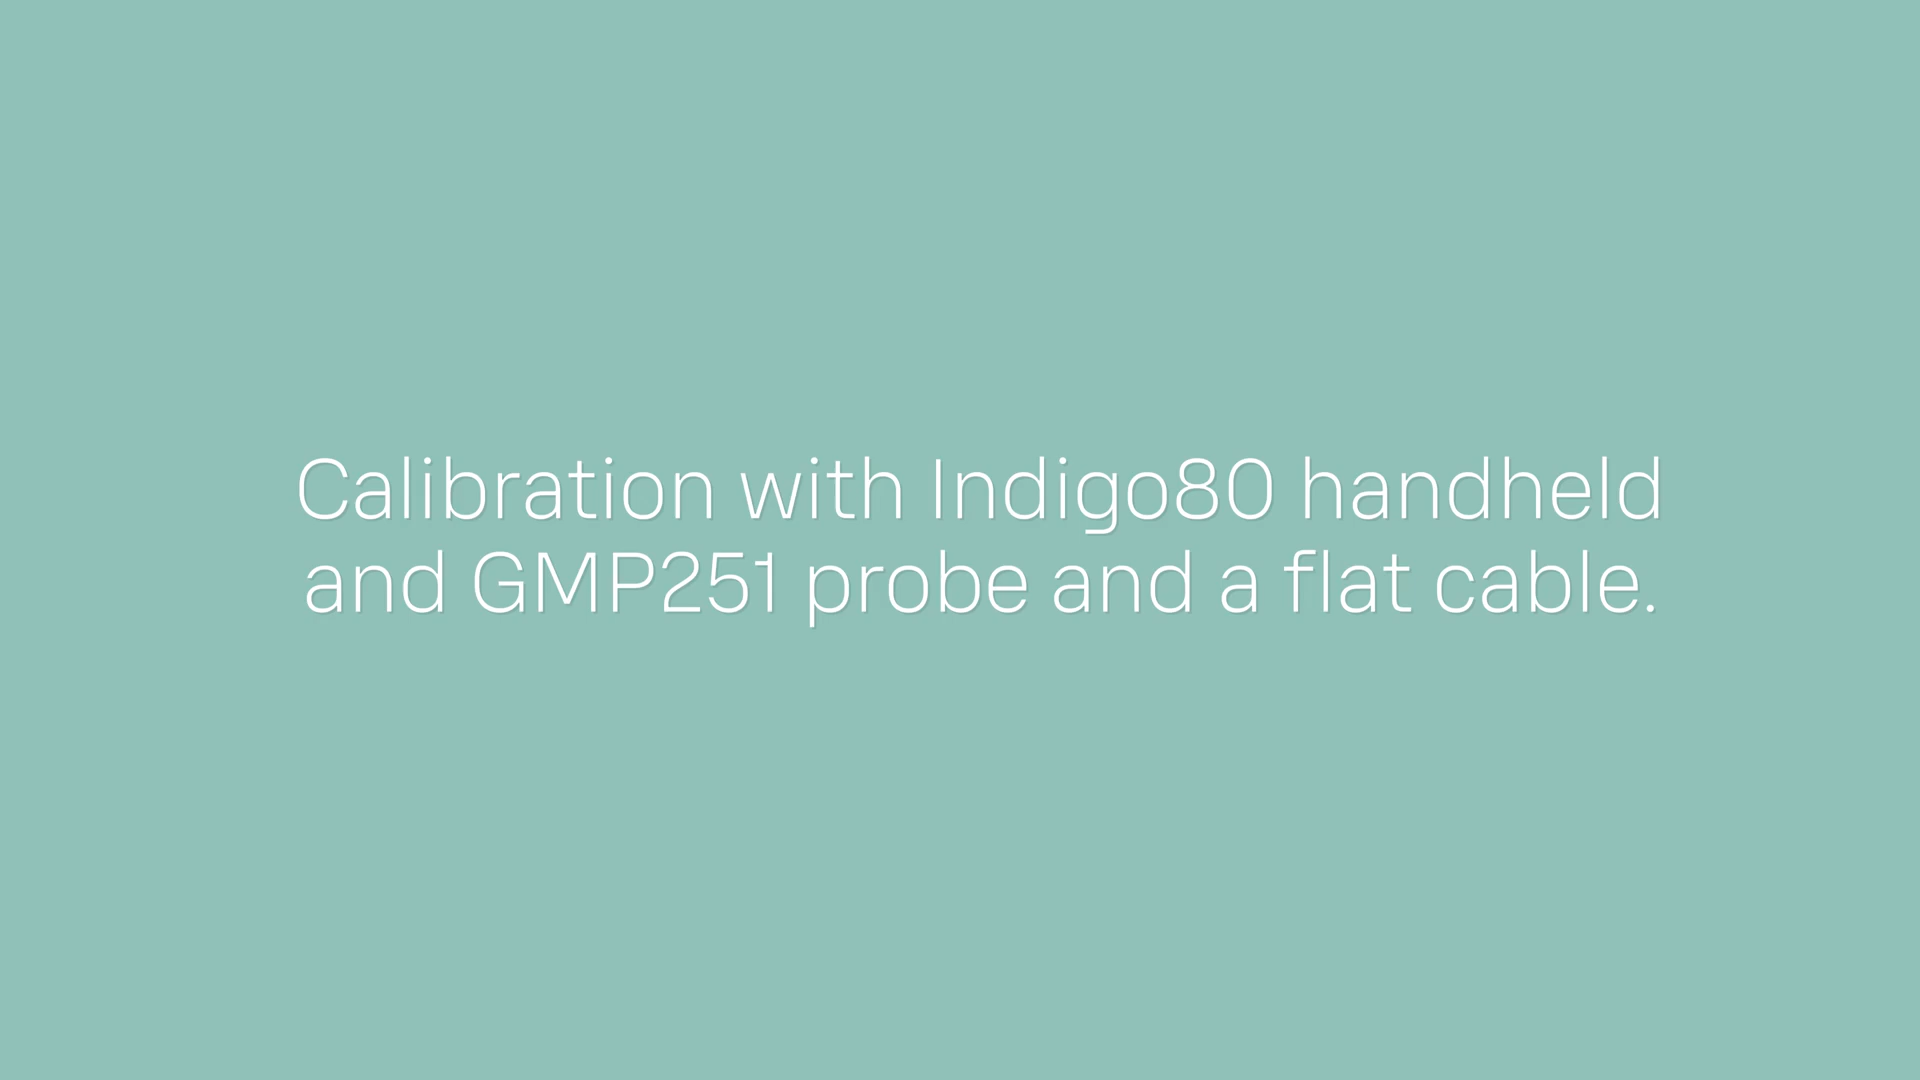 Calibration with Indigo80 handheld
and GMP251 probe and a flat cable.